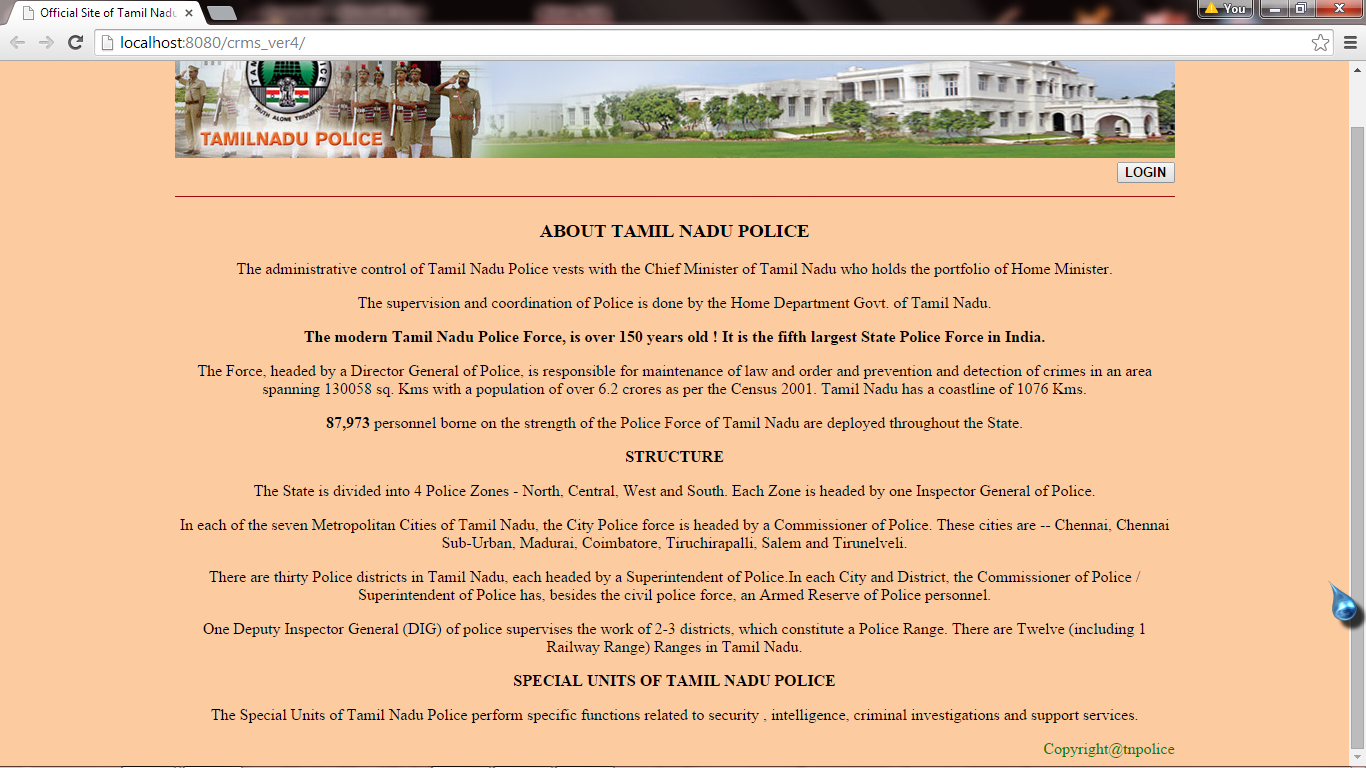 Official Site of Tamil Nadu
You
localhost:8080/crms_ver4/
TRUTH ALONE TRIUMPHS
TAMILNADU POLICE
LOGIN
ABOUT TAMIL NADU POLICE
The administrative control of Tamil Nadu Police vests with the Chief Minister of Tamil Nadu who holds the portfolio of Home Minister.
The supervision and coordination of Police is done by the Home Department Govt. of Tamil Nadu.
The modern Tamil Nadu Police Force, is over 150 years old ! It is the fifth largest State Police Force in India.
The Force, headed by a Director General of Police, is responsible for maintenance of law and order and prevention and detection of crimes in an area
spanning 130058 sq. Kms with a population of over 6.2 crores as per the Census 2001. Tamil Nadu has a coastline of 1076 Kms.
87,973 personnel borne on the strength of the Police Force of Tamil Nadu are deployed throughout the State.
STRUCTURE
The State is divided into 4 Police Zones - North, Central, West and South. Each Zone is headed by one Inspector General of Police.
In each of the seven Metropolitan Cities of Tamil Nadu, the City Police force is headed by a Commissioner of Police. These cities are -- Chennai, Chennai
Sub-Urban, Madurai, Coimbatore, Tiruchirapalli, Salem and Tirunelveli.
There are thirty Police districts in Tamil Nadu, each headed by a Superintendent of Police.In each City and District, the Commissioner of Police /
Superintendent of Police has, besides the civil police force, an Armed Reserve of Police personnel.
One Deputy Inspector General (DIG) of police supervises the work of 2-3 districts, which constitute a Police Range. There are Twelve (including 1
Railway Range) Ranges in Tamil Nadu.
SPECIAL UNITS OF TAMIL NADU POLICE
The Special Units of Tamil Nadu Police perform specific functions related to security , intelligence, criminal investigations and support services.
Copyright@tnpolice